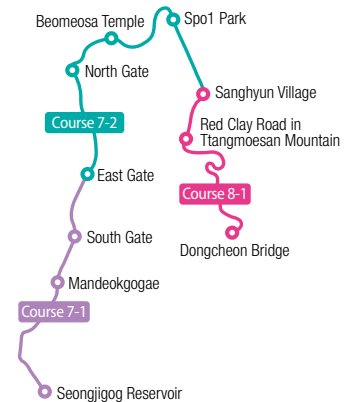 Beomeosa Temple
Spo1 Park
North Gate
Sanghyun Village
Course 7-2
Red Clay Road in
Ttangmoesan Mountain
East Gate
Course 8-1
South Gate
Dongcheon Bridge
Mandeokgogae
Course 7-1
Seongjigog Reservoir